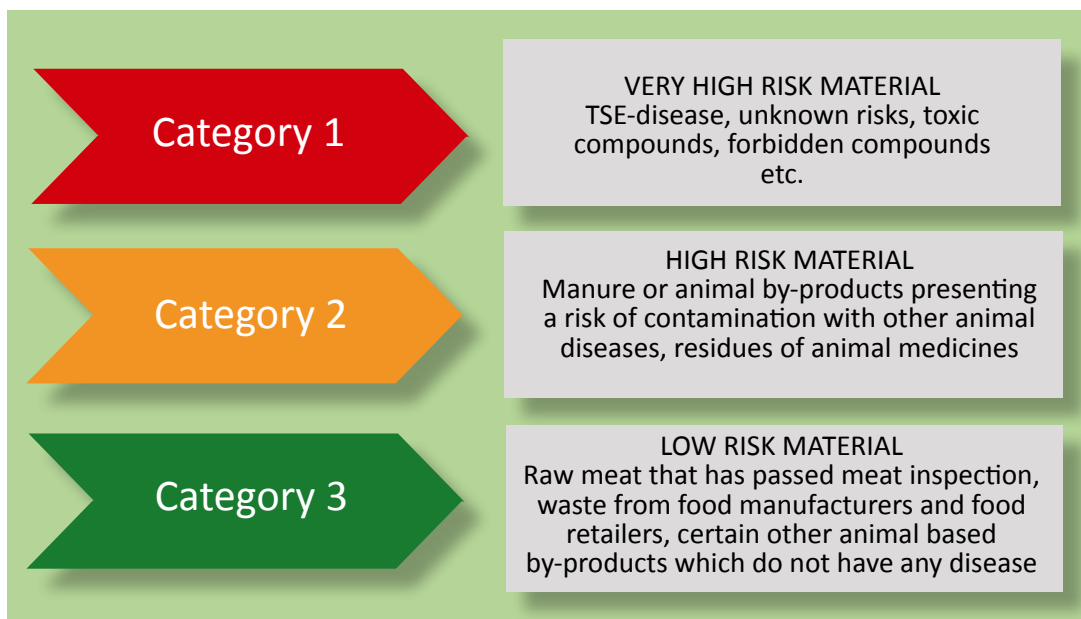 Category 1
VERY HIGH RISK MATERIAL
TSE-disease, unknown risks, toxic
compounds, forbidden compounds
etc.
Category 2
HIGH RISK MATERIAL
Manure or animal by-products presenting
a risk of contamination with other animal
diseases, residues of animal medicines
Category 3
LOW RISK MATERIAL
Raw meat that has passed meat inspection,
waste from food manufacturers and food
retailers, certain other animal based
by-products which do not have any disease